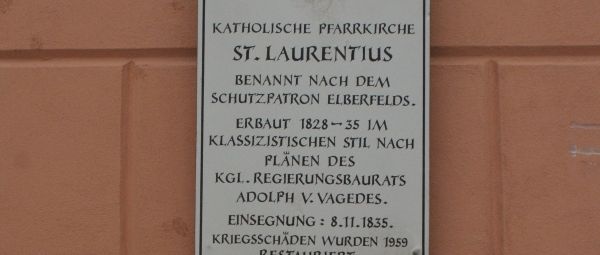 KATHOLISCHE PFARRKIRCHE
ST. LAURENTIUS
BENANNT NACH DEM
SCHUTZPATRON ELBERFELDS.
ERBAUT 1828-35 IM
KLASSIZISTISCHEN STIL NACH
PLÄNEN DES
KGL. REGIERUNGSBAURATS
ADOLPH V. VAGEDES.
EINSEGNUNG: 8.11.1835.
KRIEGSSCHÄDEN WURDEN 1959
RESTAURIERT